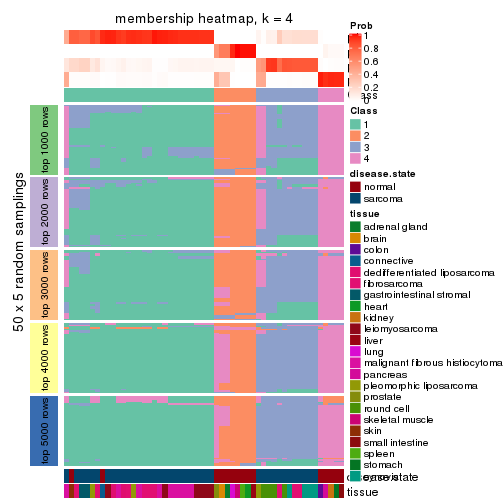 membership heatmap, k = 4
50 x 5 random samplings
top 1000 rows
top 2000 rows
top 3000 rows
top 4000 rows
top 5000 rows
Prob
1
0.8
0.6
0.4
0.2
0
Class
1
2
3
4
disease.state
normal
sarcoma
tissue
adrenal gland
brain
colon
connective
dedifferentiated liposarcoma
fibrosarcoma
gastrointestinal stromal
heart
kidney
leiomyosarcoma
liver
lung
malignant fibrous histiocytoma
pancreas
pleomorphic liposarcoma
prostate
round cell
skeletal muscle
skin
small intestine
spleen
stomach
disease.state
tissue